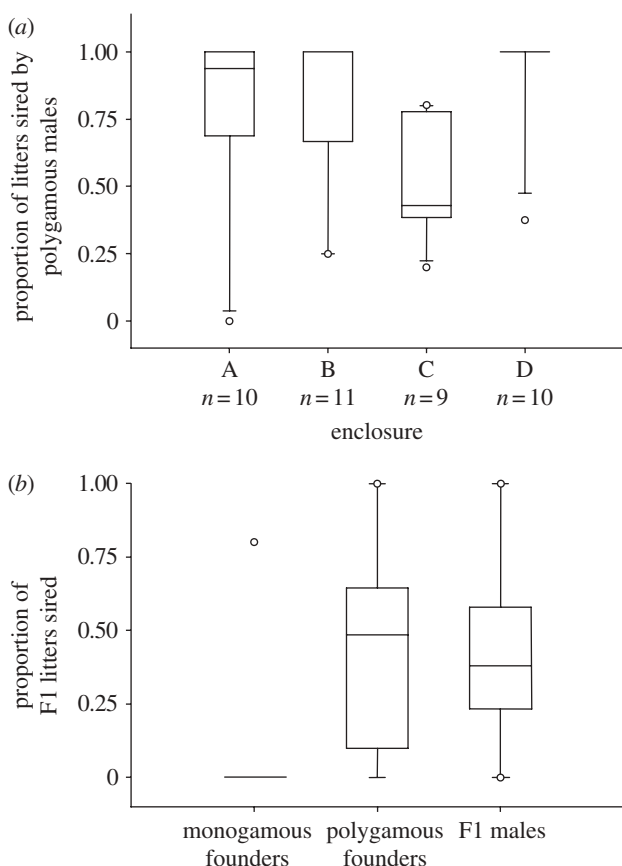 (a)
proportion of litters sired by
polygamous males
1.00
0.75
0.50
0.25
0
A
B
C
D
n=10
n=11
n=9
n=10
enclosure
(b)
proportion of
F1 litters sired
1.00
0.75
0.50
0.25
0
monogamous
founders
polygamous
founders
F1 males